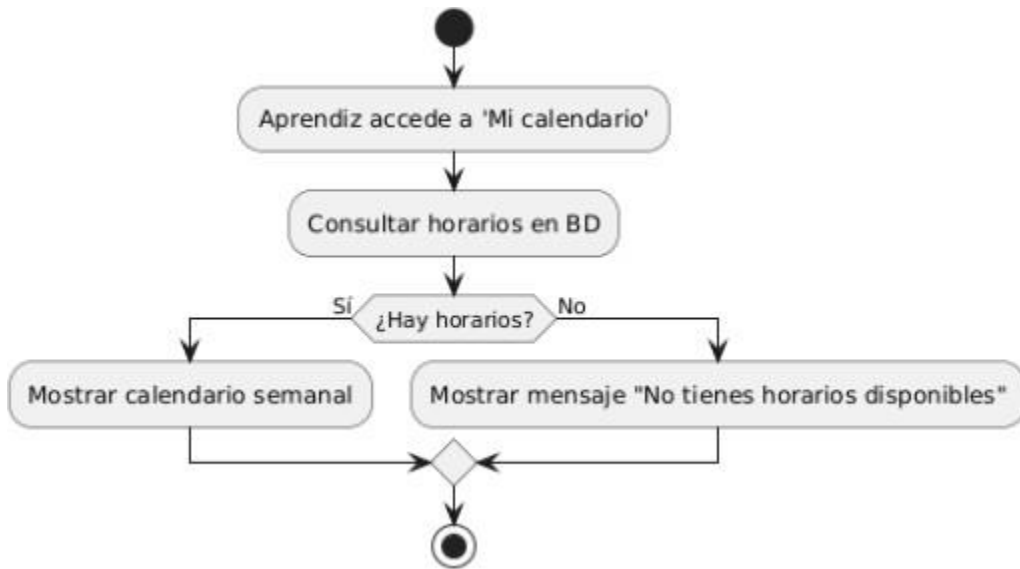 Aprendiz accede a 'Mi calendario'
Consultar horarios en BD
Sí
¿Hay horarios?
No
Mostrar calendario semanal
Mostrar mensaje "No tienes horarios disponibles"